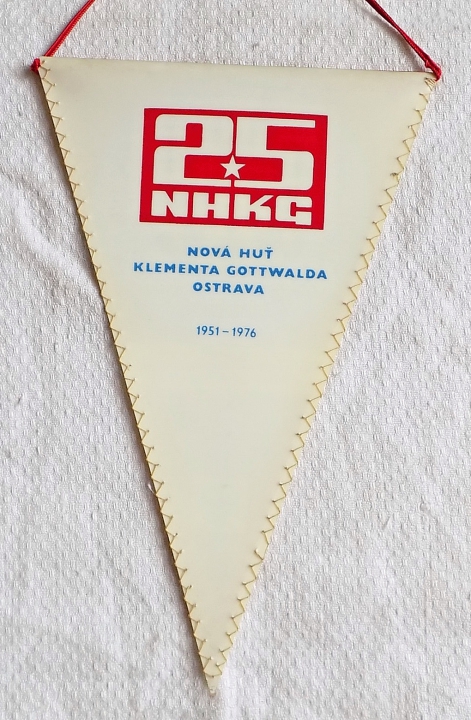 25
NHKG
NOVÁ HUŤ
KLEMENTA GOTTWALDA
OSTRAVA
1951–1976